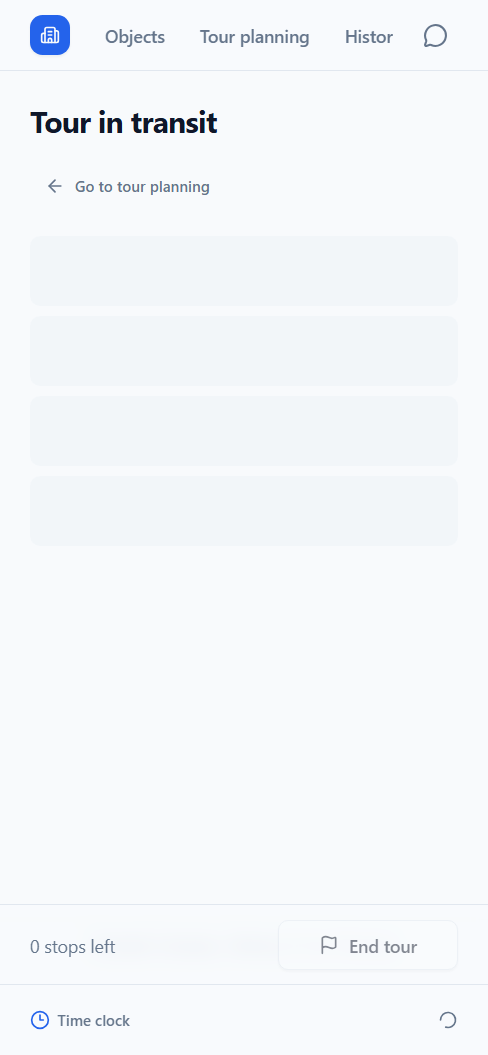 Objects Tour planning Histor
Tour in transit
Go to tour planning
0 stops left
End tour
Time clock